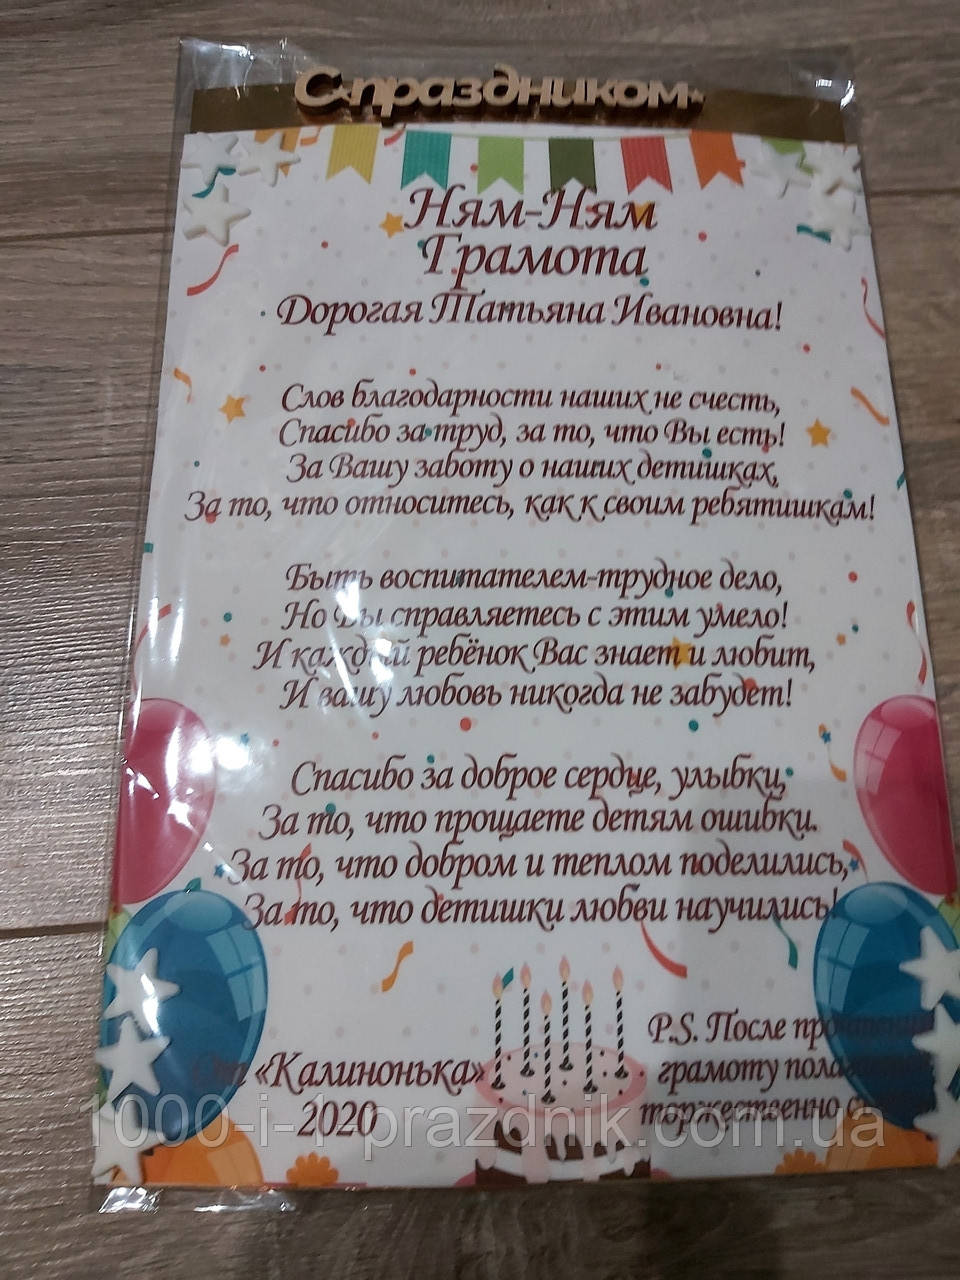 С праздником
Ням-Ням
Грамота
Дорогая Татьяна Ивановна!
Слов благодарности наших не счесть,
Спасибо за труд, за то, что Вы есть!
За Вашу заботу о наших детишках,
За то, что относитесь, как к своим ребятишкам!
Быть воспитателем-трудное дело,
Но Вы справляетесь с этим умело!
И каждый ребёнок Вас знает и любит,
И вашу любовь никогда не забудет!
Спасибо за доброе сердце, улыбки,
За то, что прощаете детям ошибки.
За то, что добром и теплом поделились,
За то, что детишки любви научились!
От «Калинонька»
2020
P.S. После прочтения
грамоту полагается
торжественно
1000-i-1-prazdnik.com.ua